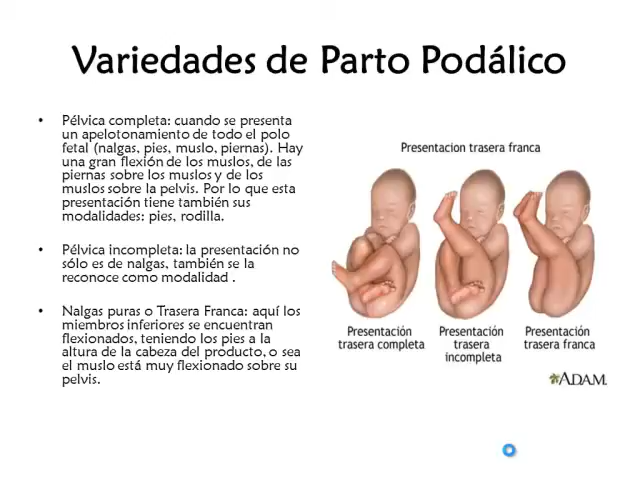 Variedades de Parto Podálico
• Pélvica completa: cuando se presenta
un apelotonamiento de todo el polo
fetal (nalgas, pies, muslo, piernas). Hay
una gran flexión de los muslos, de las
piernas sobre los muslos y de los
muslos sobre la pelvis. Por lo que esta
presentación tiene también sus
modalidades: pies, rodilla.
• Pélvica incompleta: la presentación no
sólo es de nalgas, también se la
reconoce como modalidad .
• Nalgas puras o Trasera Franca: aquí los
miembros inferiores se encuentran
flexionados, teniendo los pies a la
altura de la cabeza del producto, o sea
el muslo está muy flexionado sobre su
pelvis.
Presentacion trasera franca
Presentación
trasera completa
Presentación
trasera
incompleta
Presentación
trasera franca
ADAM.